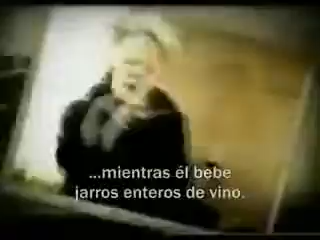 ...mientras él bebe
jarros enteros de vino.